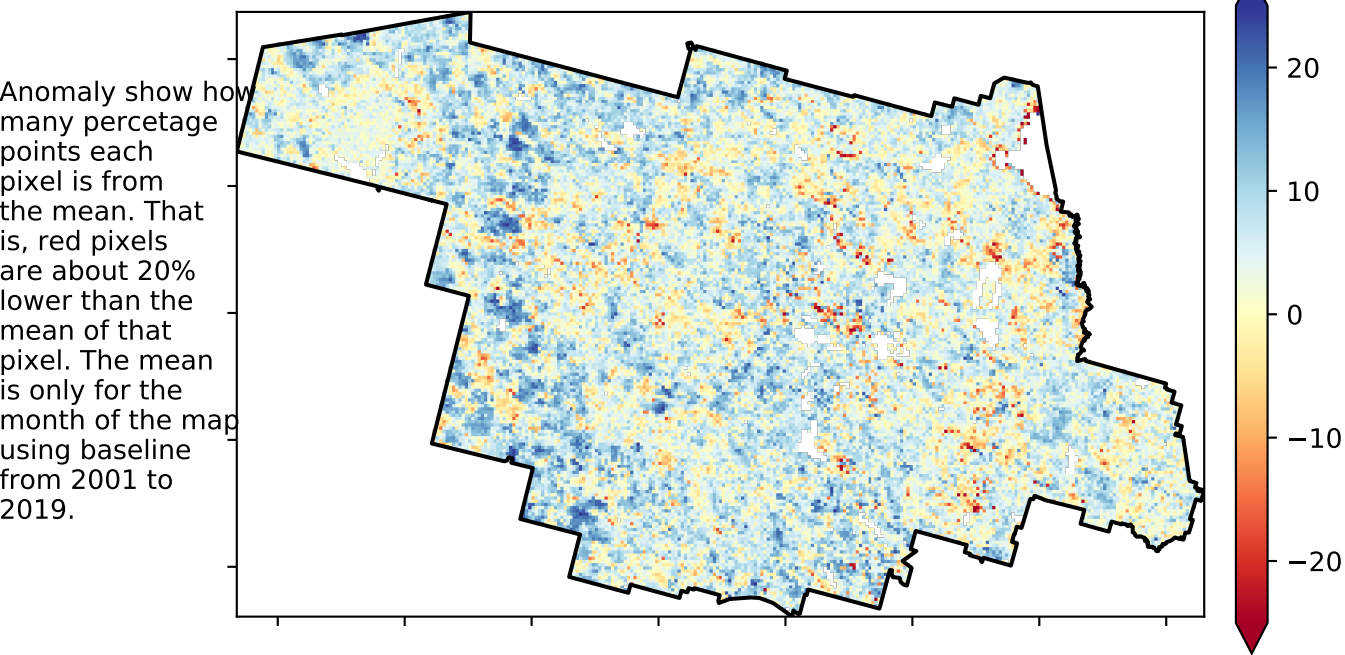 Anomaly show how
many percetage
points each
pixel is from
the mean. That
is, red pixels
are about 20%
lower than the
mean of that
pixel. The mean
is only for the
month of the map
using baseline
from 2001 to
2019.
20
10
0
−10
−20